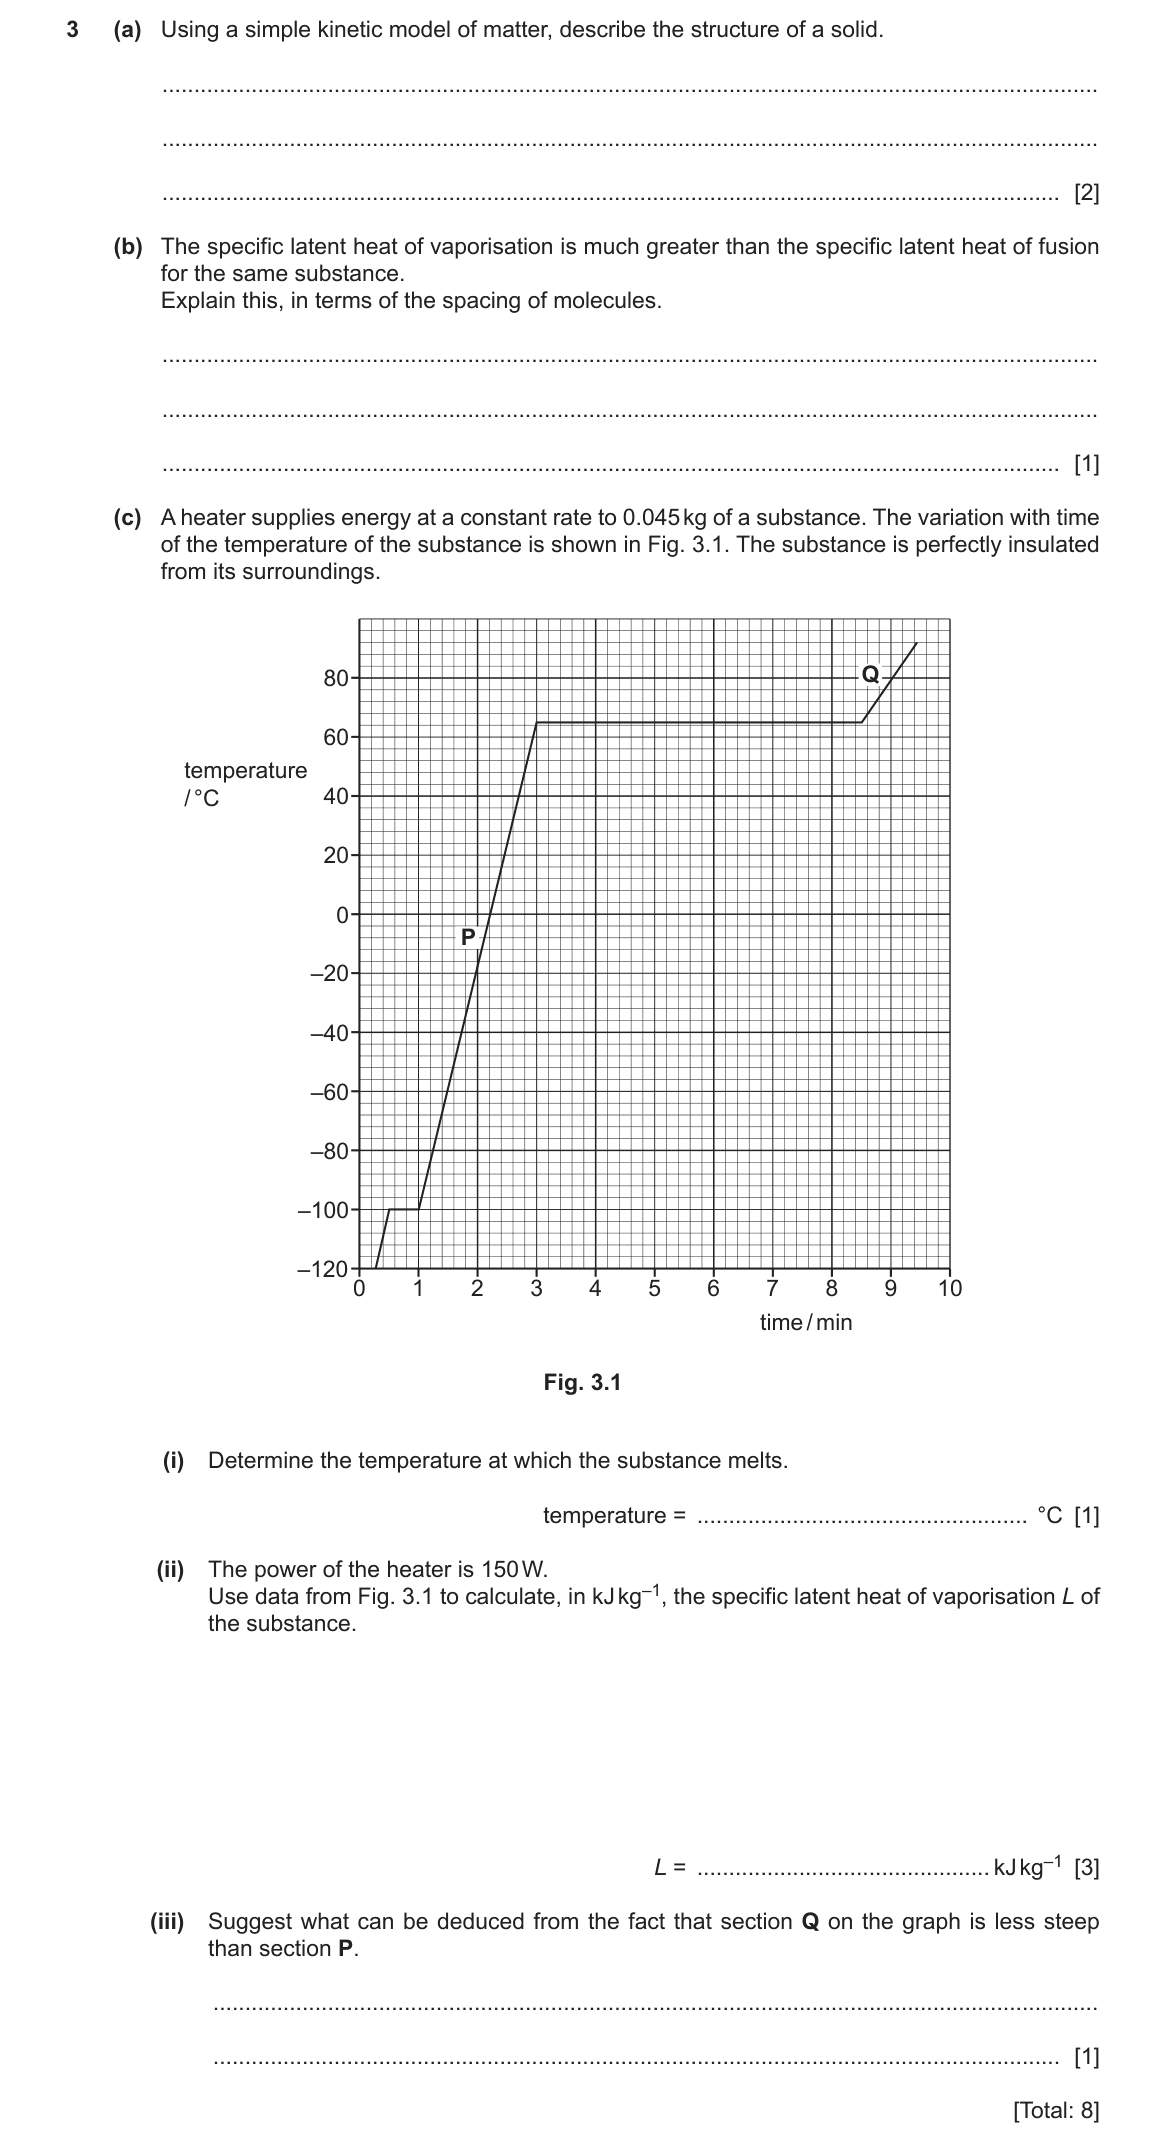 3 (a) Using a simple kinetic model of matter, describe the structure of a solid.
..........................................................................................................................................
..........................................................................................................................................
.................................................................................................................................... [2]
(b) The specific latent heat of vaporisation is much greater than the specific latent heat of fusion
for the same substance.
Explain this, in terms of the spacing of molecules.
..........................................................................................................................................
..........................................................................................................................................
.................................................................................................................................... [1]
(c) A heater supplies energy at a constant rate to 0.045 kg of a substance. The variation with time
of the temperature of the substance is shown in Fig. 3.1. The substance is perfectly insulated
from its surroundings.
80
Q
60
temperature
/ °C
40
20
0
P
–20
–40
–60
–80
–100
–120
0 1 2 3 4 5 6 7 8 9 10
time / min
Fig. 3.1
(i) Determine the temperature at which the substance melts.
temperature = .................................................... °C [1]
(ii) The power of the heater is 150 W.
Use data from Fig. 3.1 to calculate, in kJ kg⁻¹, the specific latent heat of vaporisation L of
the substance.
L = .............................................. kJ kg⁻¹ [3]
(iii) Suggest what can be deduced from the fact that section Q on the graph is less steep
than section P.
..........................................................................................................................................
.................................................................................................................................... [1]
[Total: 8]